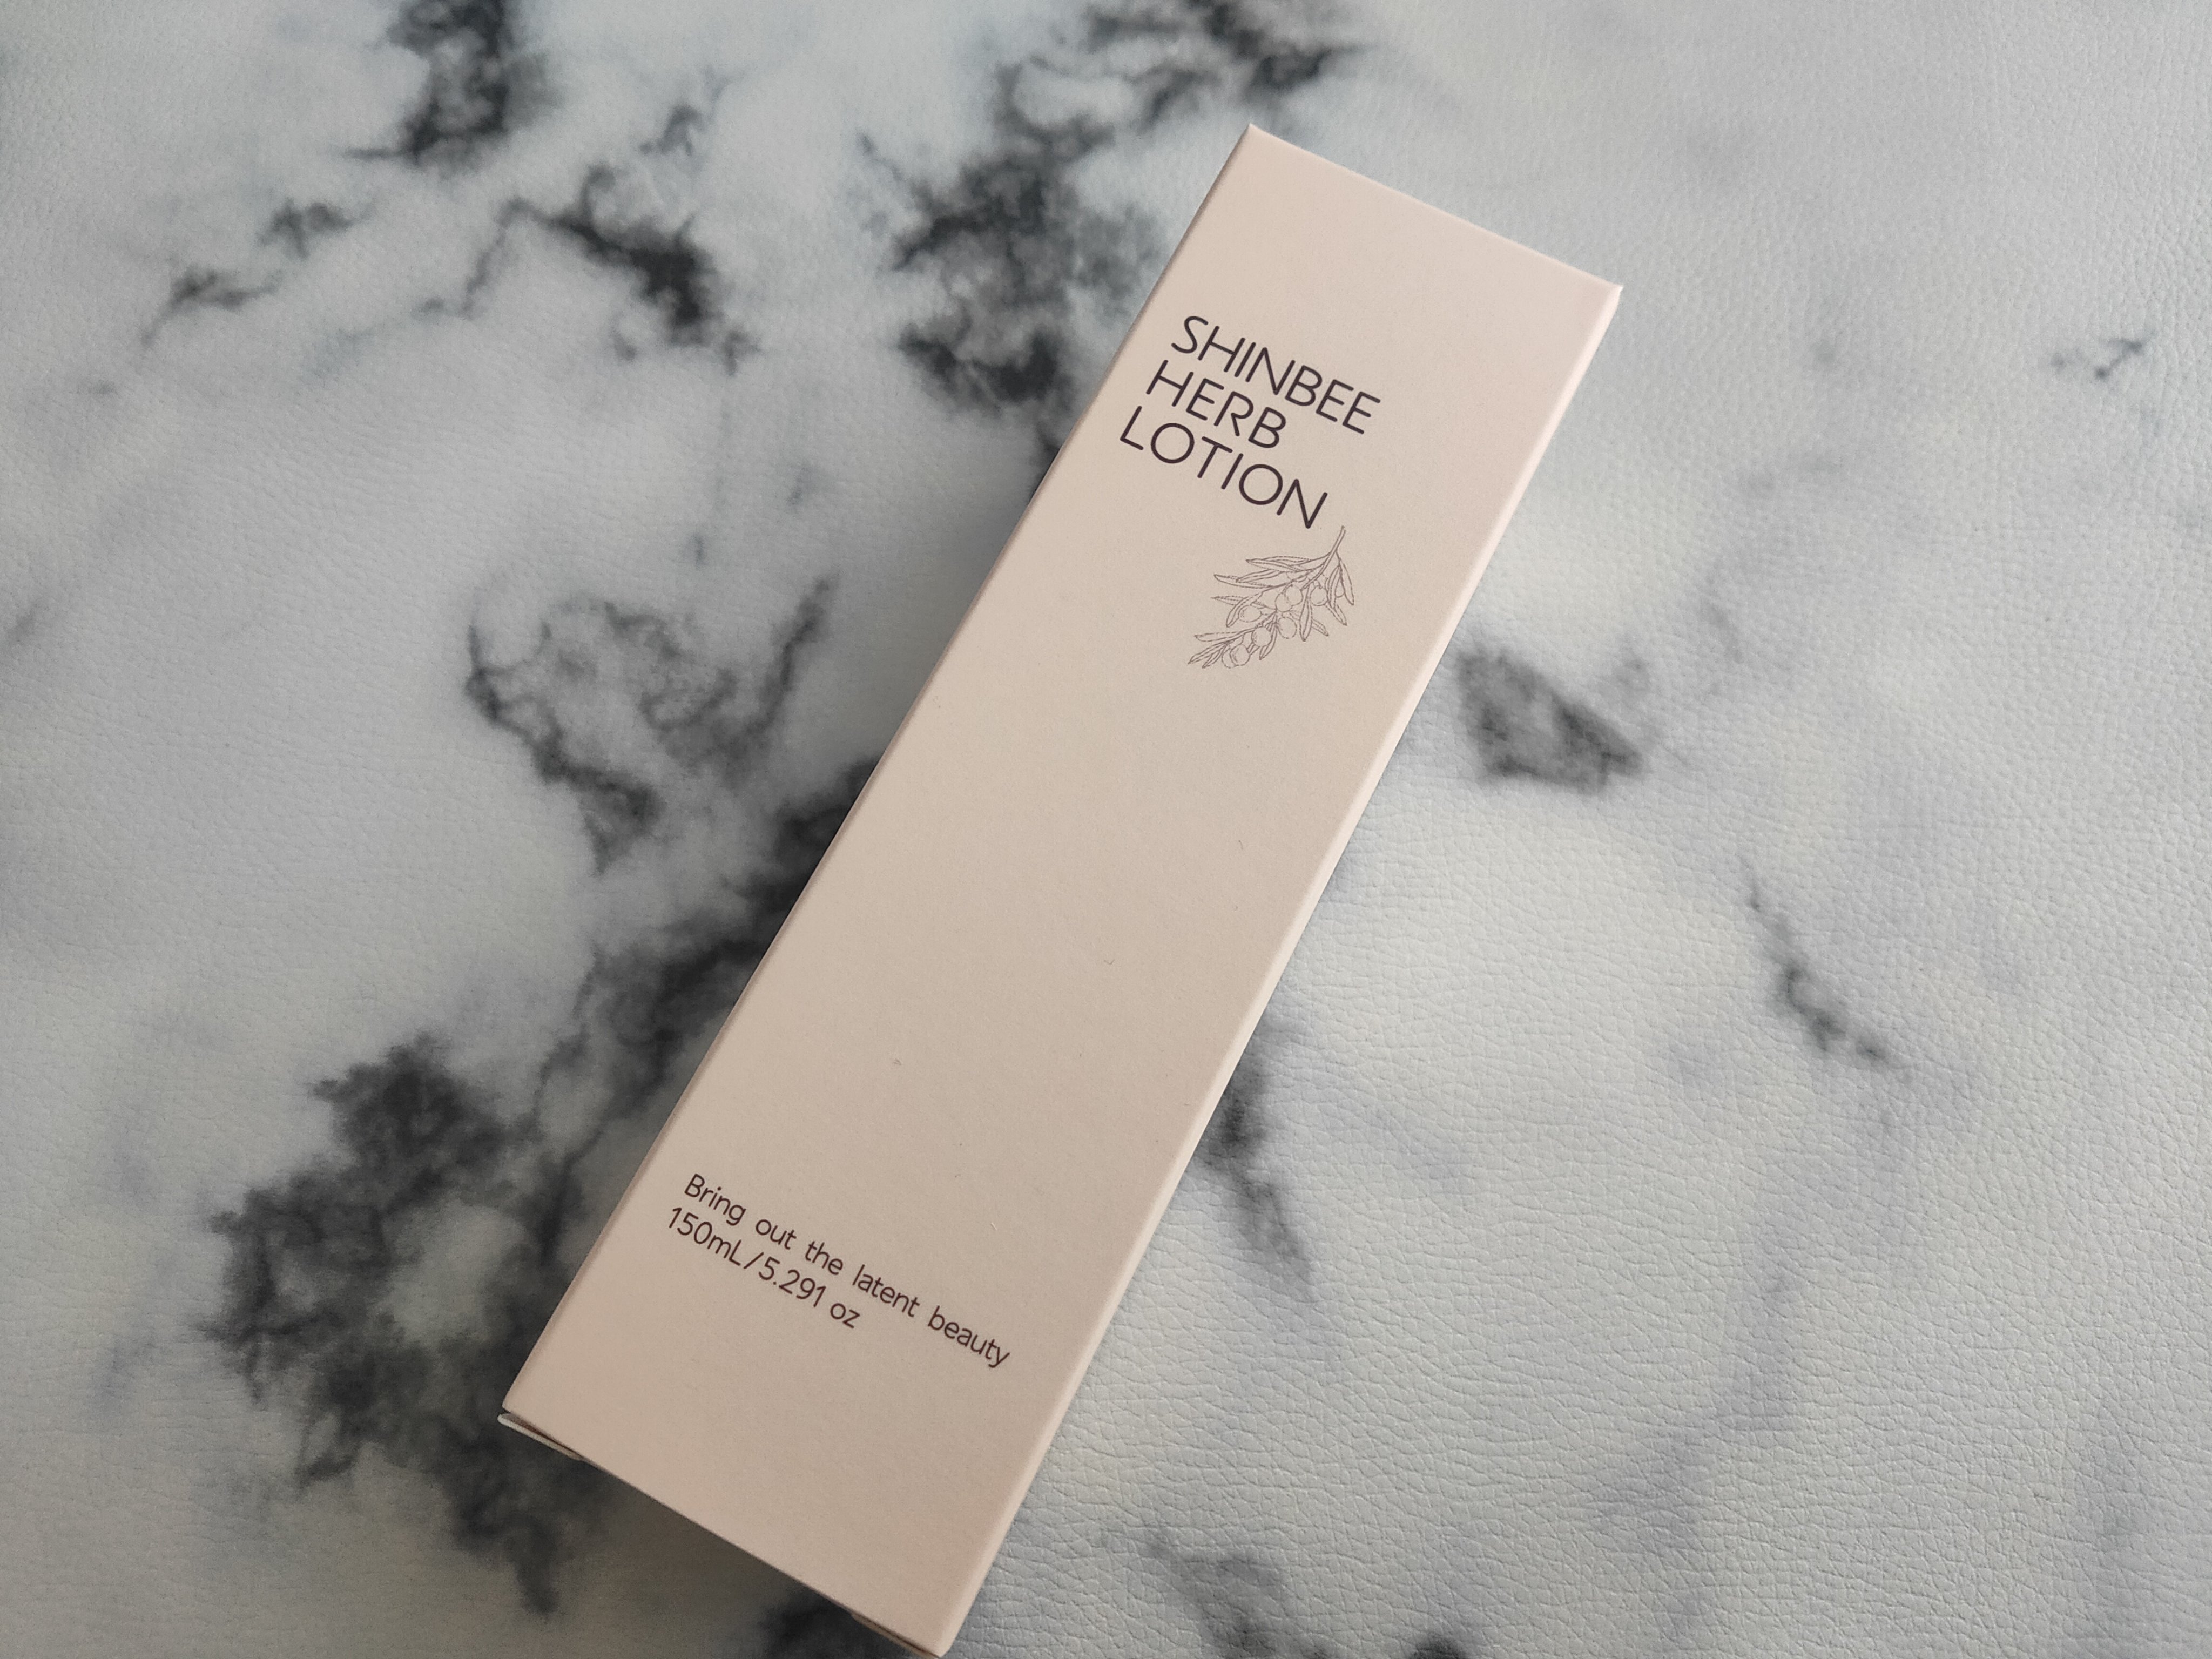 SHINBEE
HERB
LOTION
Bring out the latent beauty
150mL/5.291 oz